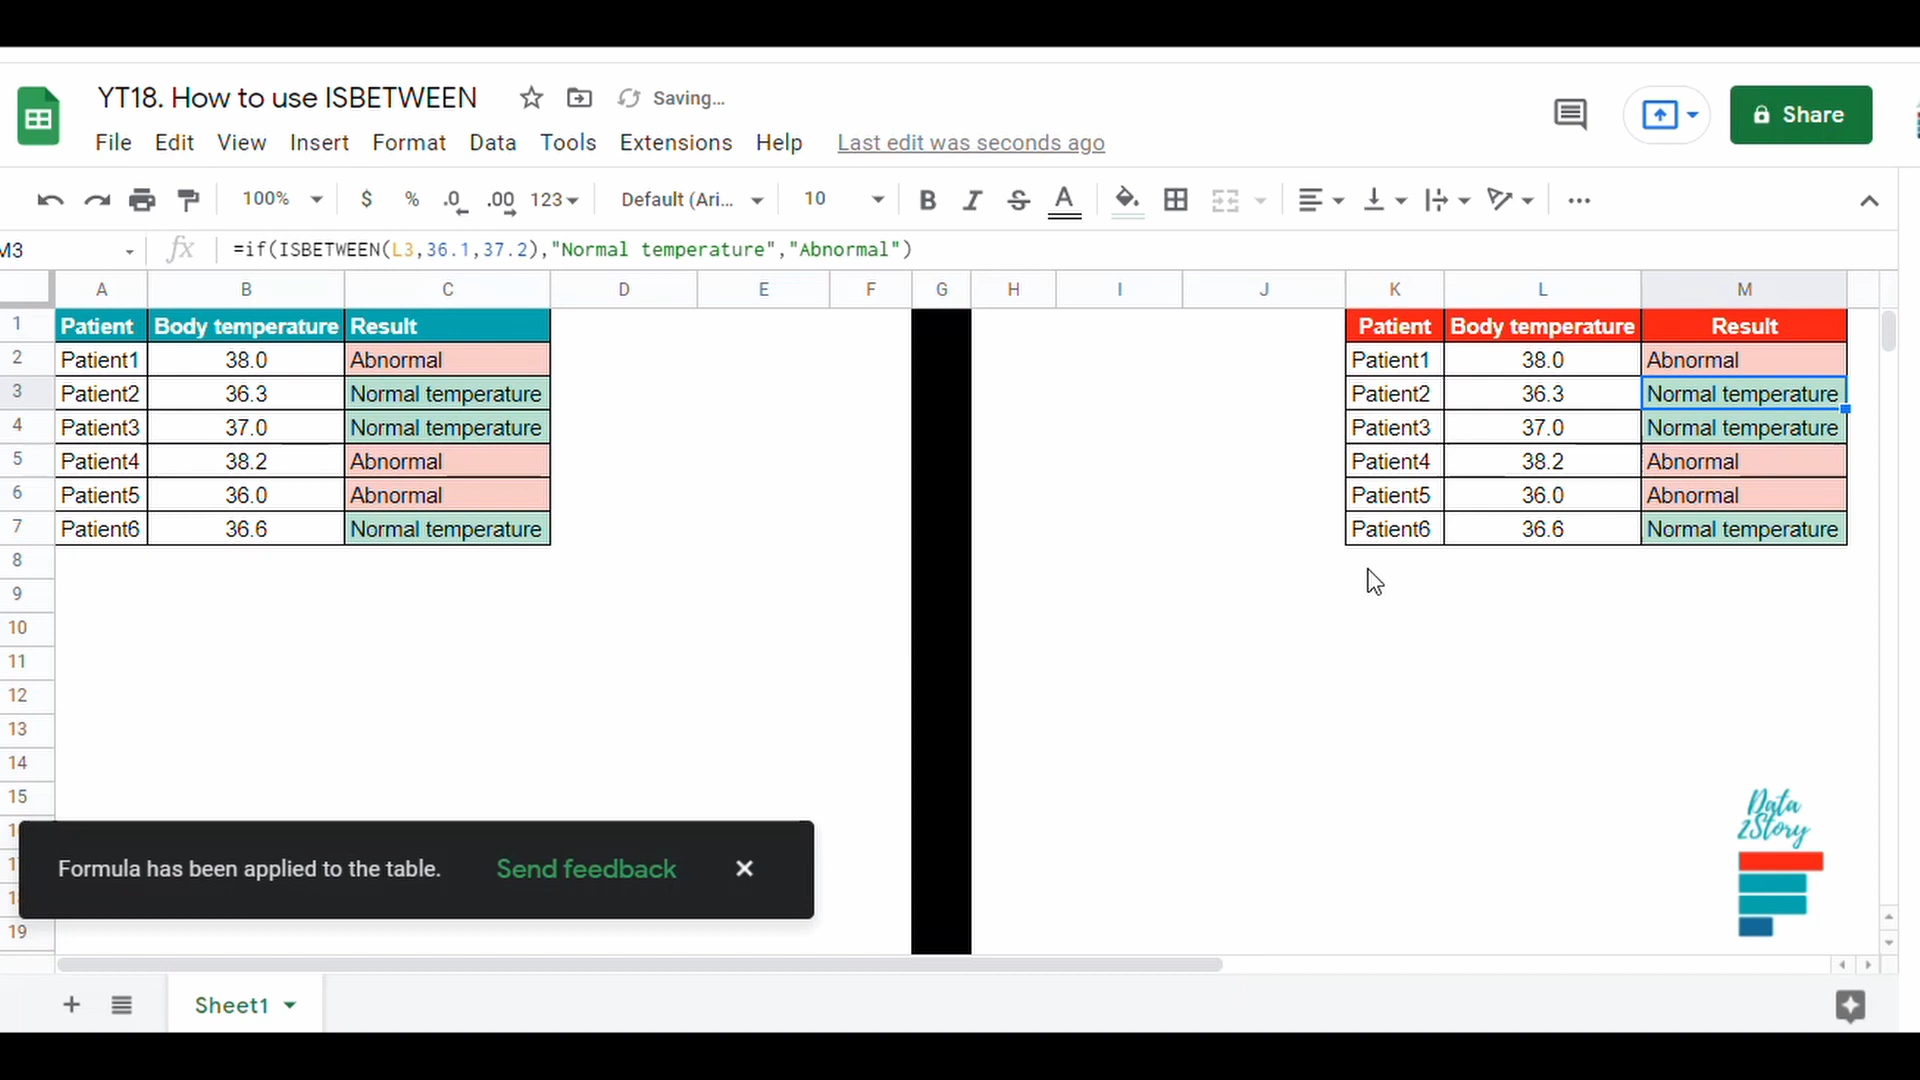 YT18. How to use ISBETWEEN Saving...
File Edit View Insert Format Data Tools Extensions Help Last edit was seconds ago
Share
100% $ % .0 .00 123 Default (Ari... 10 B I S A ...
M3 fx =if(ISBETWEEN(L3,36.1,37.2),"Normal temperature","Abnormal")
A B C D E F G H I J K L M
1 Patient Body temperature Result Patient Body temperature Result
2 Patient1 38.0 Abnormal Patient1 38.0 Abnormal
3 Patient2 36.3 Normal temperature Patient2 36.3 Normal temperature
4 Patient3 37.0 Normal temperature Patient3 37.0 Normal temperature
5 Patient4 38.2 Abnormal Patient4 38.2 Abnormal
6 Patient5 36.0 Abnormal Patient5 36.0 Abnormal
7 Patient6 36.6 Normal temperature Patient6 36.6 Normal temperature
8
9
10
11
12
13
14
15
Data
2Story
Formula has been applied to the table. Send feedback
19
Sheet1